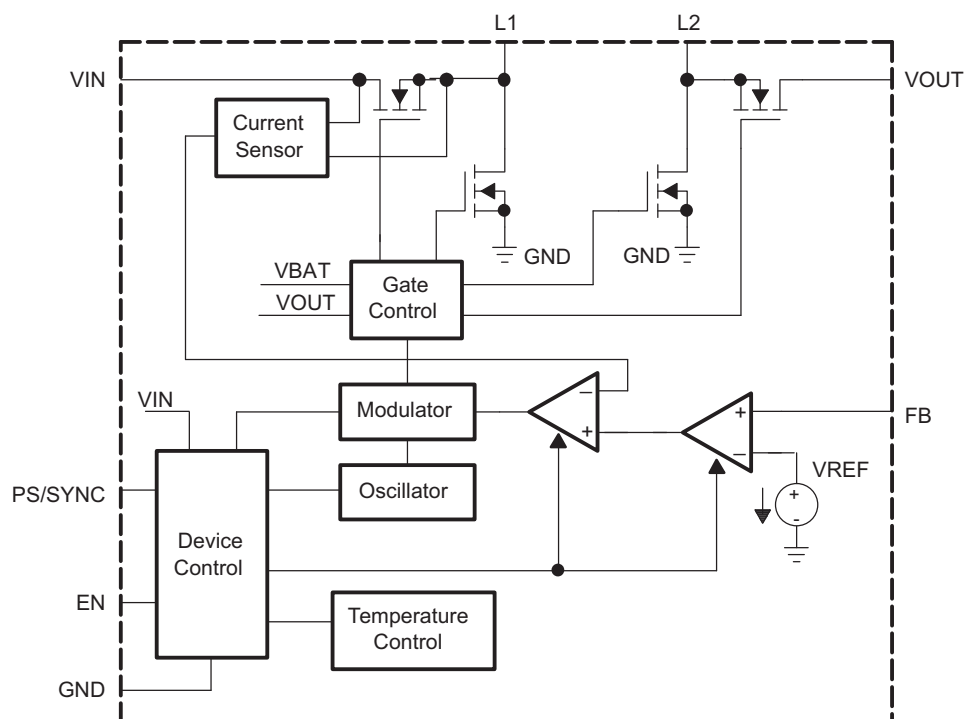 L1
L2
VIN
VOUT
Current
Sensor
GND
GND
VBAT
VOUT
Gate
Control
VIN
Modulator
−
+
+
−
FB
VREF
+
-
PS/SYNC
Oscillator
Device
Control
EN
Temperature
Control
GND